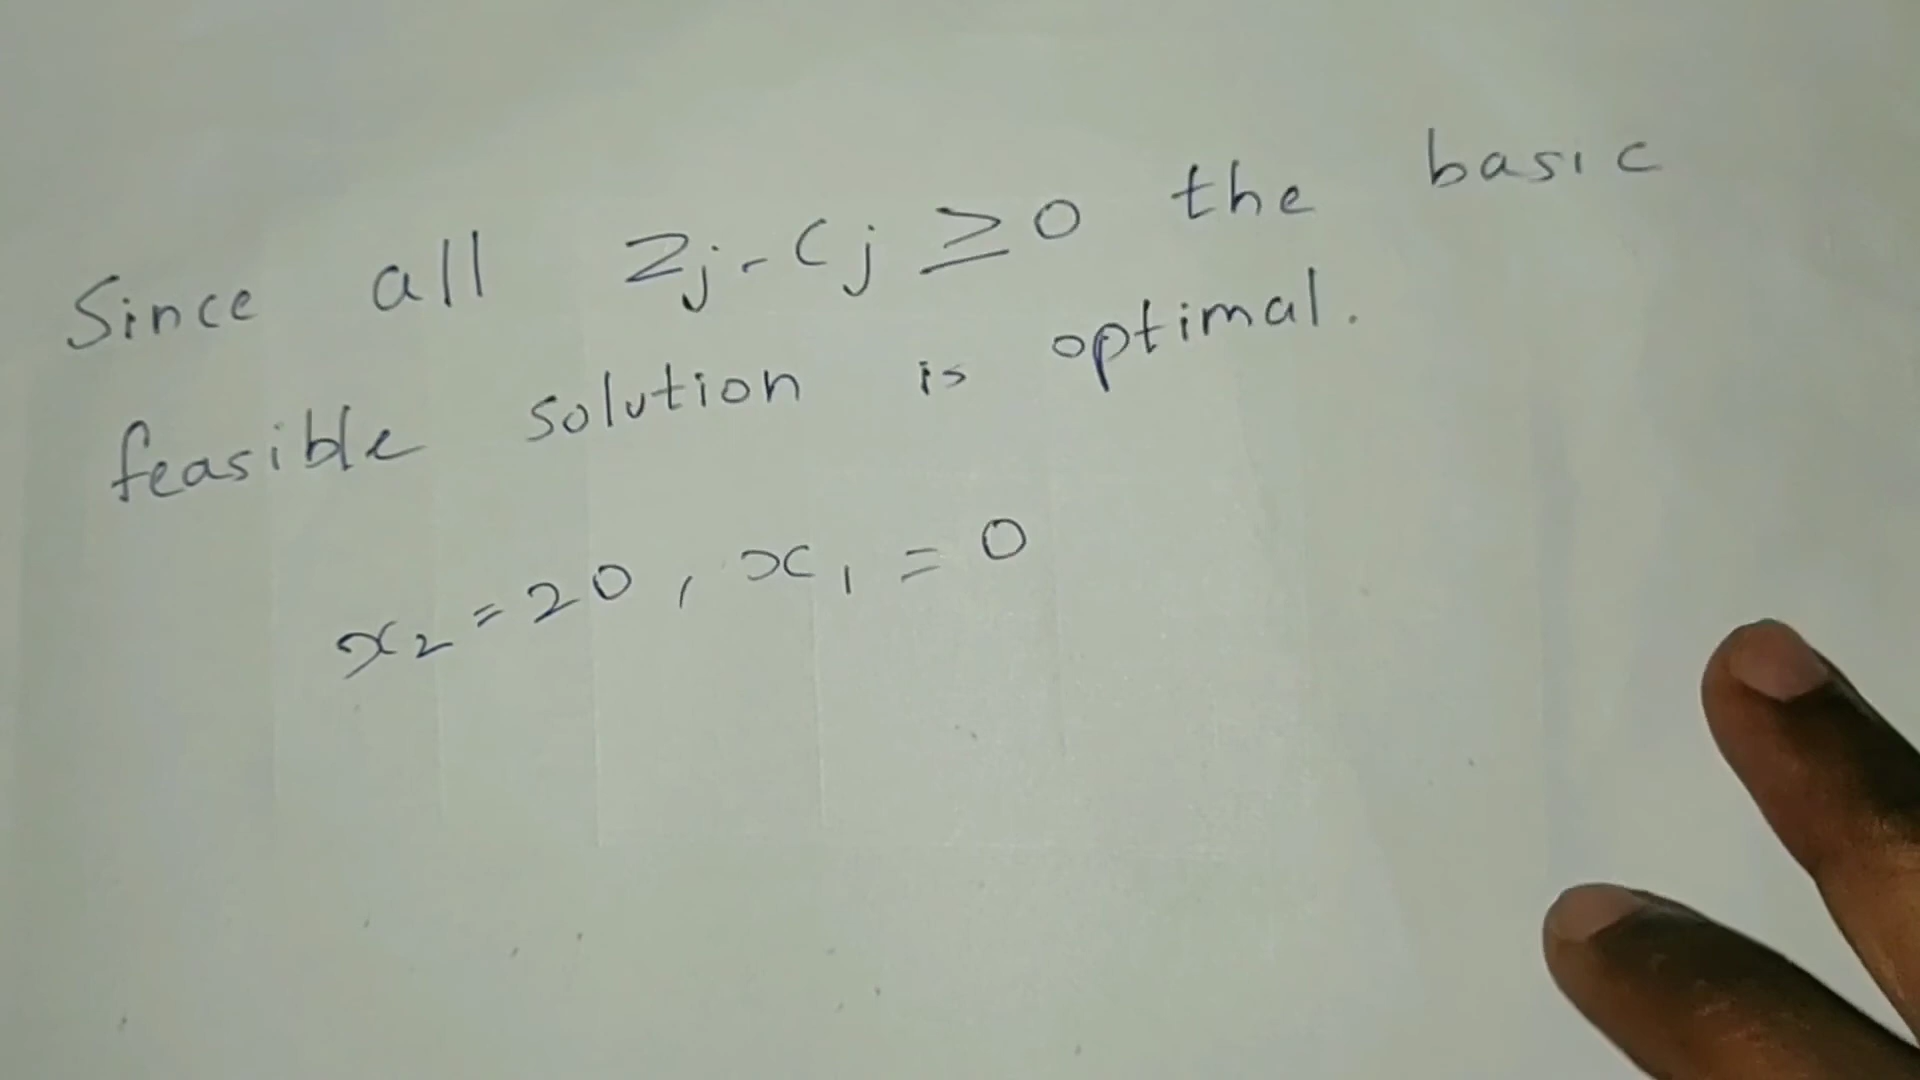 Since all Zj - Cj ≥ 0 the basic
feasible solution is optimal.
x₂ = 20, x₁ = 0